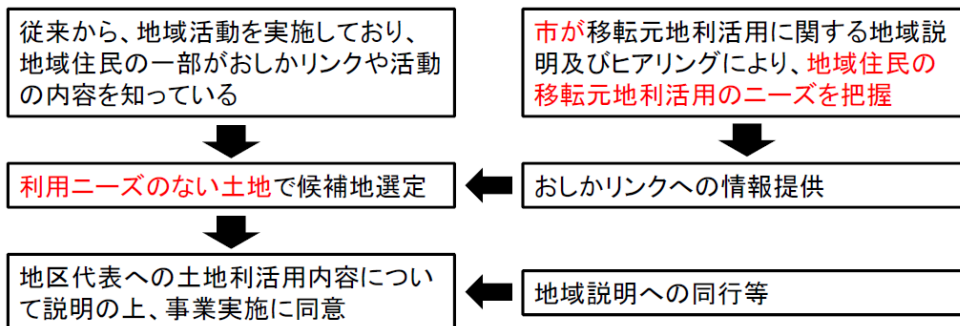 従来から、地域活動を実施しており、
地域住民の一部がおしかリンクや活動
の内容を知っている
市が移転元地利活用に関する地域説
明及びヒアリングにより、地域住民の
移転元地利活用のニーズを把握
利用ニーズのない土地で候補地選定
おしかリンクへの情報提供
地区代表への土地利活用内容につい
て説明の上、事業実施に同意
地域説明への同行等